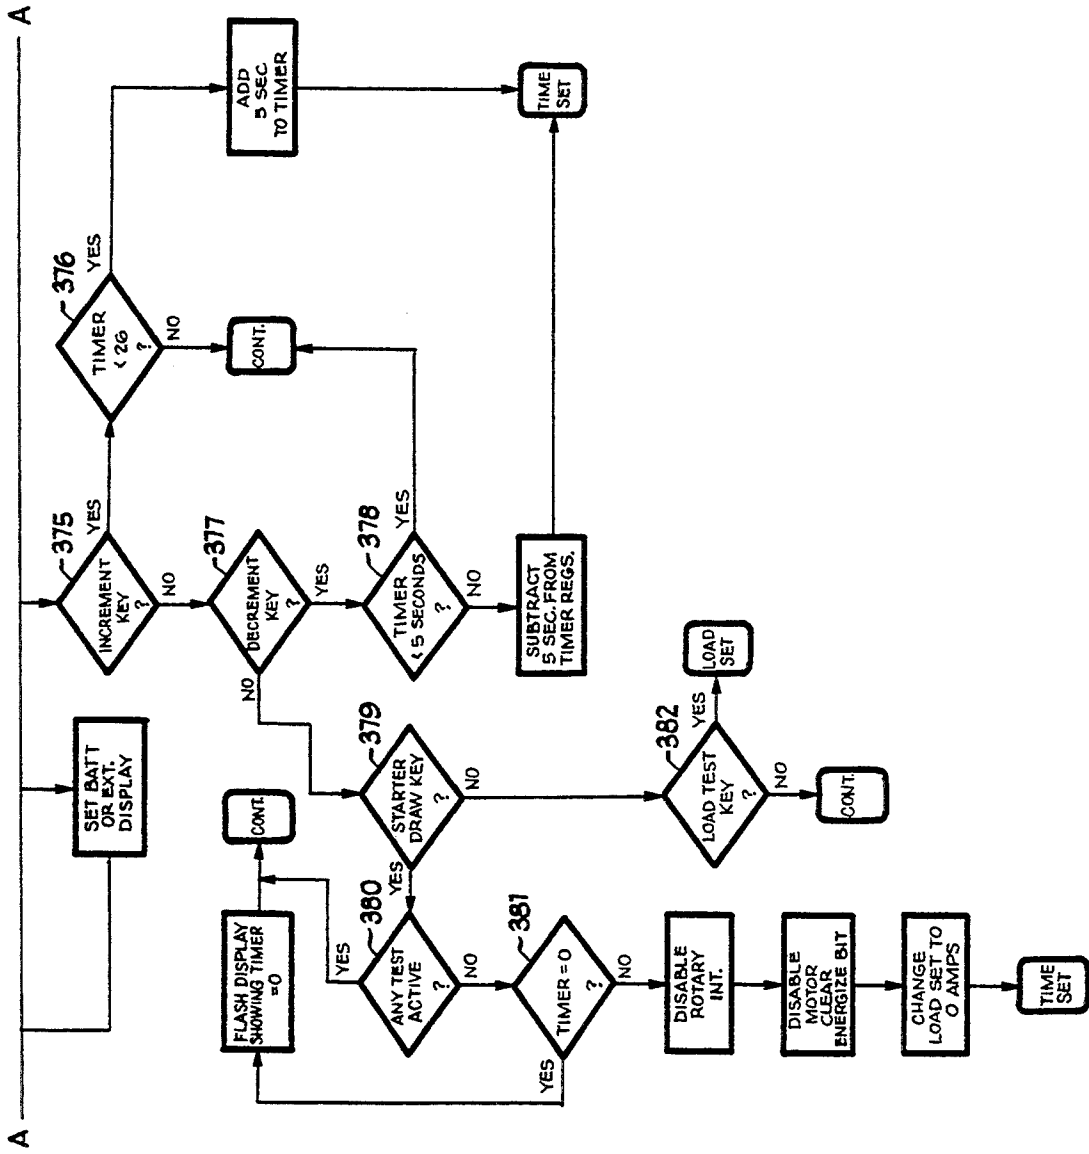 A
A
SET BATT
OR EXT.
DISPLAY
375
INCREMENT
KEY
?
YES
NO
376
TIMER
< 26
?
YES
NO
FLASH DISPLAY
SHOWING TIMER
=0
CONT.
377
DECREMENT
KEY
?
NO
YES
CONT.
ADD
5 SEC
TO TIMER
380
ANY TEST
ACTIVE
?
YES
NO
379
STARTER
DRAW KEY
?
YES
NO
378
TIMER
< 5 SECONDS
?
YES
NO
381
TIMER = 0
?
YES
NO
SUBTRACT
5 SEC. FROM
TIMER REGS.
TIME
SET
DISABLE
ROTARY
INT.
382
LOAD TEST
KEY
?
YES
NO
LOAD
SET
DISABLE
MOTOR
CLEAR
ENERGIZE BIT
CONT.
CHANGE
LOAD SET TO
0 AMPS
TIME
SET